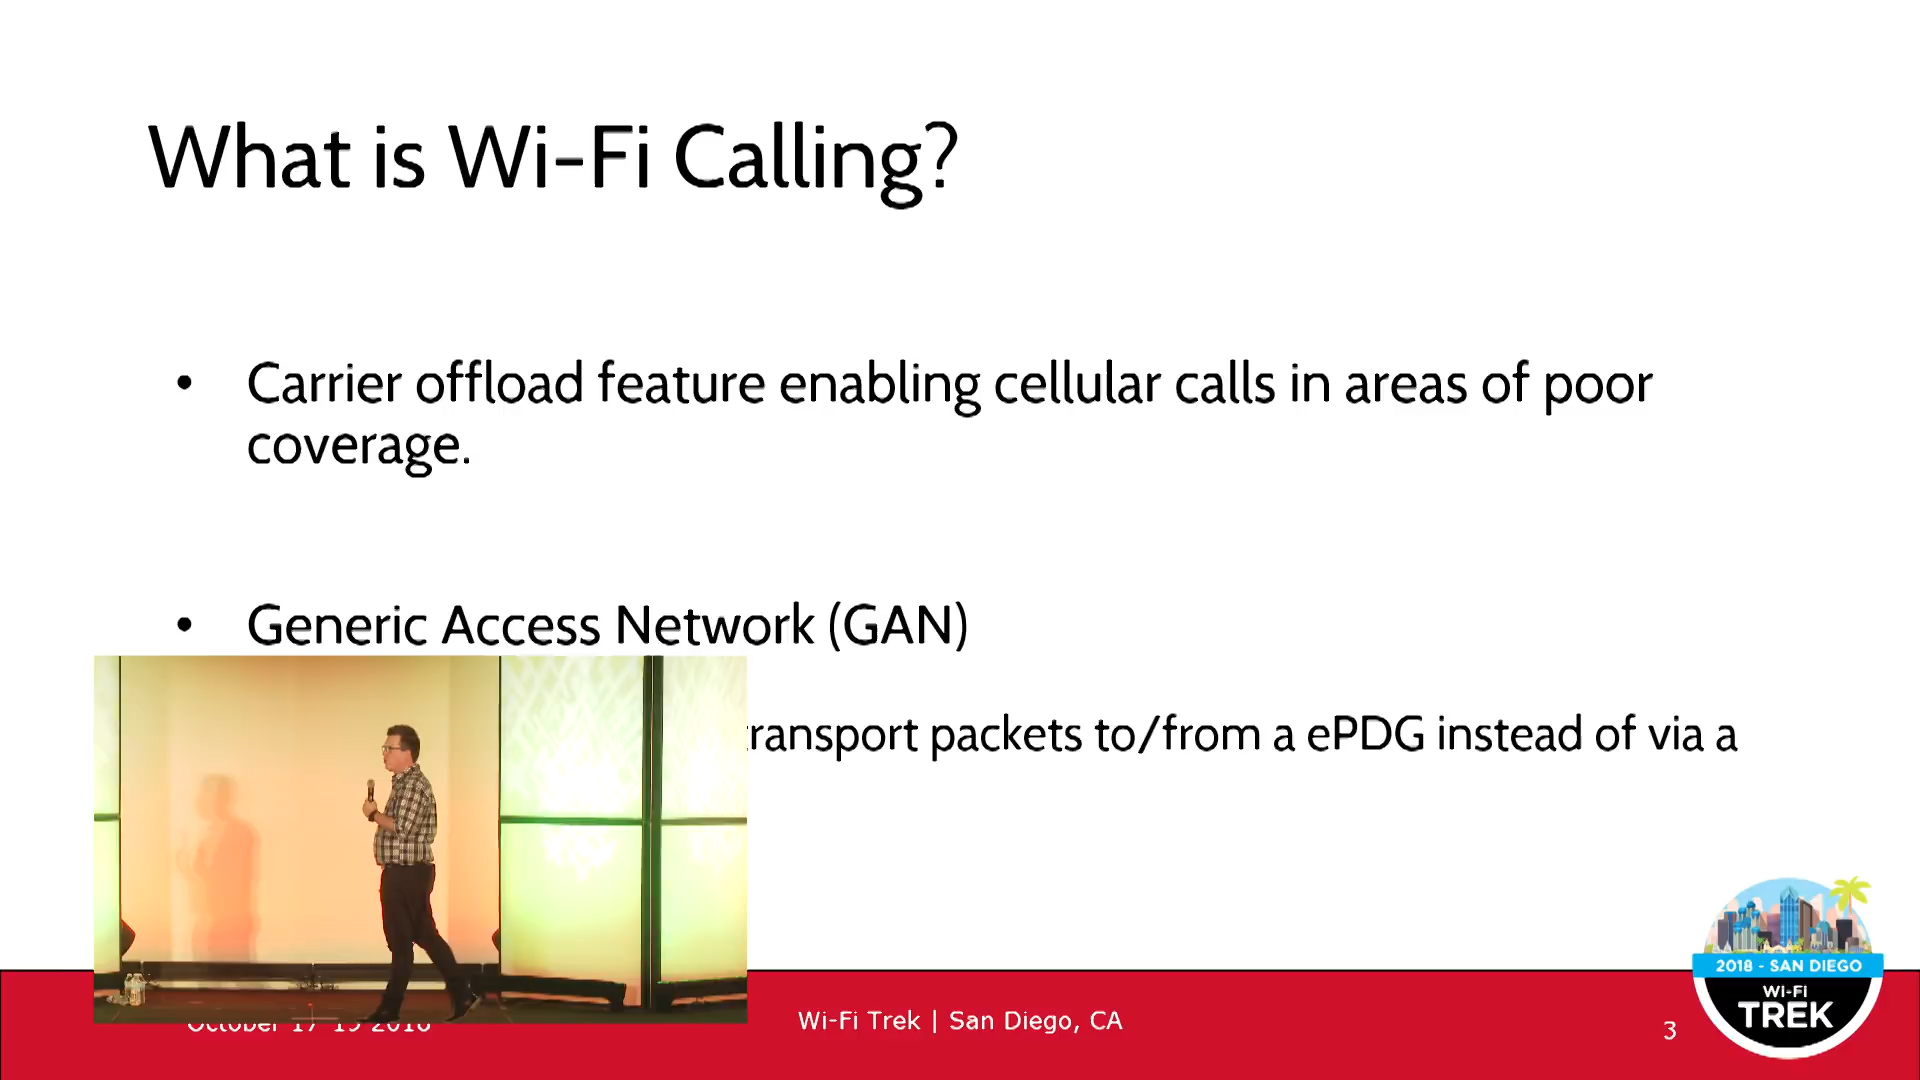 What is Wi-Fi Calling?
• Carrier offload feature enabling cellular calls in areas of poor
coverage.
• Generic Access Network (GAN)
transport packets to/from a ePDG instead of via a
October 17-19 2018
Wi-Fi Trek | San Diego, CA
3
2018 - SAN DIEGO
WI-FI
TREK